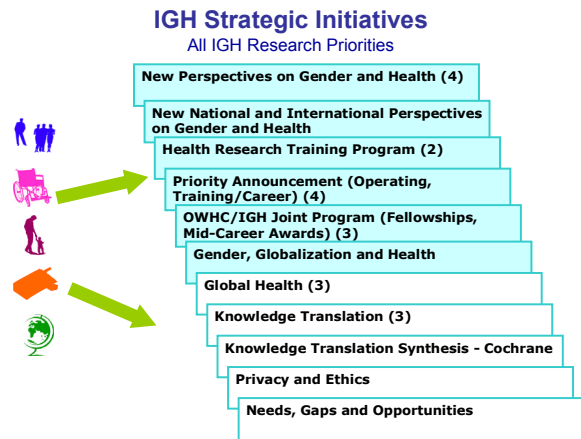 IGH Strategic Initiatives
All IGH Research Priorities
New Perspectives on Gender and Health (4)
New National and International Perspectives
on Gender and Health
Health Research Training Program (2)
Priority Announcement (Operating,
Training/Career) (4)
OWHC/IGH Joint Program (Fellowships,
Mid-Career Awards) (3)
Gender, Globalization and Health
Global Health (3)
Knowledge Translation (3)
Knowledge Translation Synthesis - Cochrane
Privacy and Ethics
Needs, Gaps and Opportunities